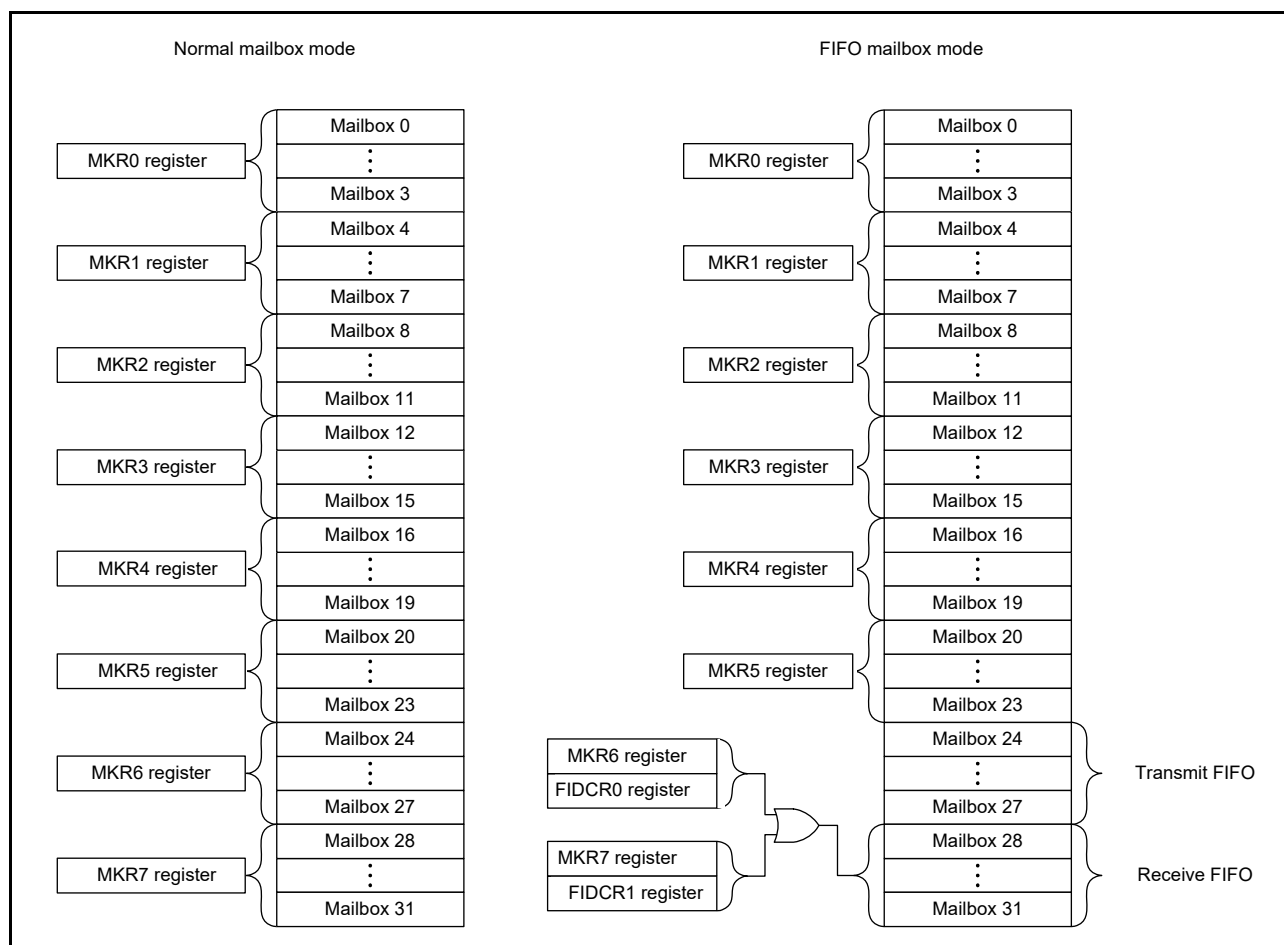 Normal mailbox mode
MKR0 register
Mailbox 0
Mailbox 3
MKR1 register
Mailbox 4
Mailbox 7
MKR2 register
Mailbox 8
Mailbox 11
MKR3 register
Mailbox 12
Mailbox 15
MKR4 register
Mailbox 16
Mailbox 19
MKR5 register
Mailbox 20
Mailbox 23
MKR6 register
Mailbox 24
Mailbox 27
MKR7 register
Mailbox 28
Mailbox 31
FIFO mailbox mode
MKR0 register
Mailbox 0
Mailbox 3
MKR1 register
Mailbox 4
Mailbox 7
MKR2 register
Mailbox 8
Mailbox 11
MKR3 register
Mailbox 12
Mailbox 15
MKR4 register
Mailbox 16
Mailbox 19
MKR5 register
Mailbox 20
Mailbox 23
MKR6 register
FIDCR0 register
Mailbox 24
Mailbox 27
Transmit FIFO
MKR7 register
FIDCR1 register
Mailbox 28
Mailbox 31
Receive FIFO